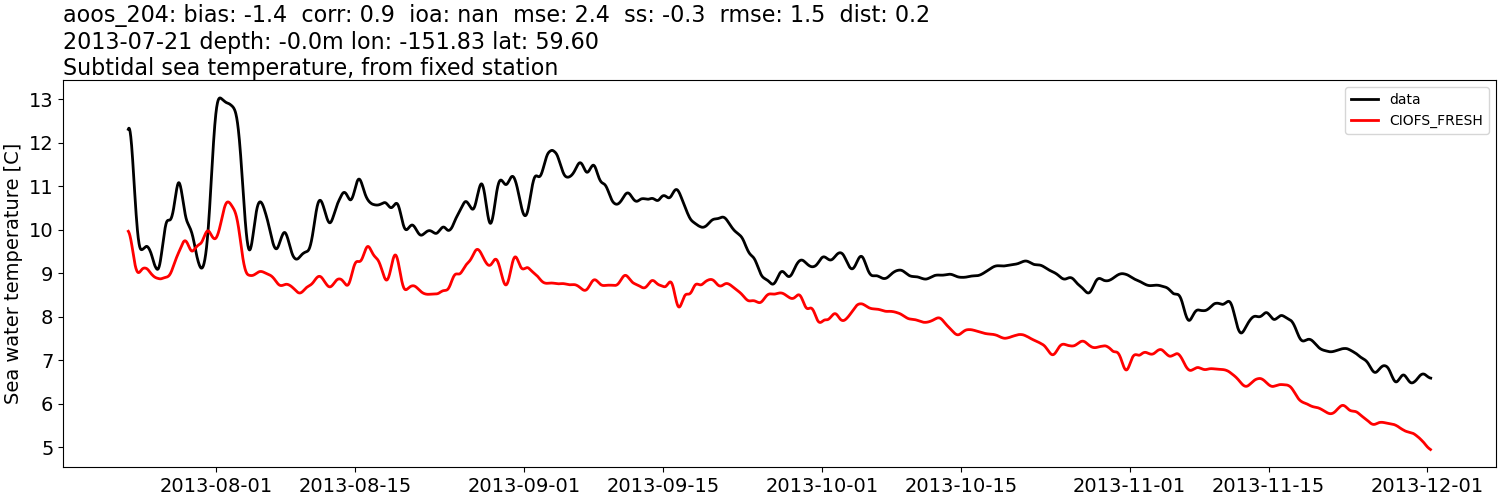 aoos_204: bias: -1.4  corr: 0.9  ioa: nan  mse: 2.4  ss: -0.3  rmse: 1.5  dist: 0.2
2013-07-21 depth: -0.0m lon: -151.83 lat: 59.60
Subtidal sea temperature, from fixed station
data
CIOFS_FRESH
Sea water temperature [C]
13
12
11
10
9
8
7
6
5
2013-08-01 2013-08-15 2013-09-01 2013-09-15 2013-10-01 2013-10-15 2013-11-01 2013-11-15 2013-12-01